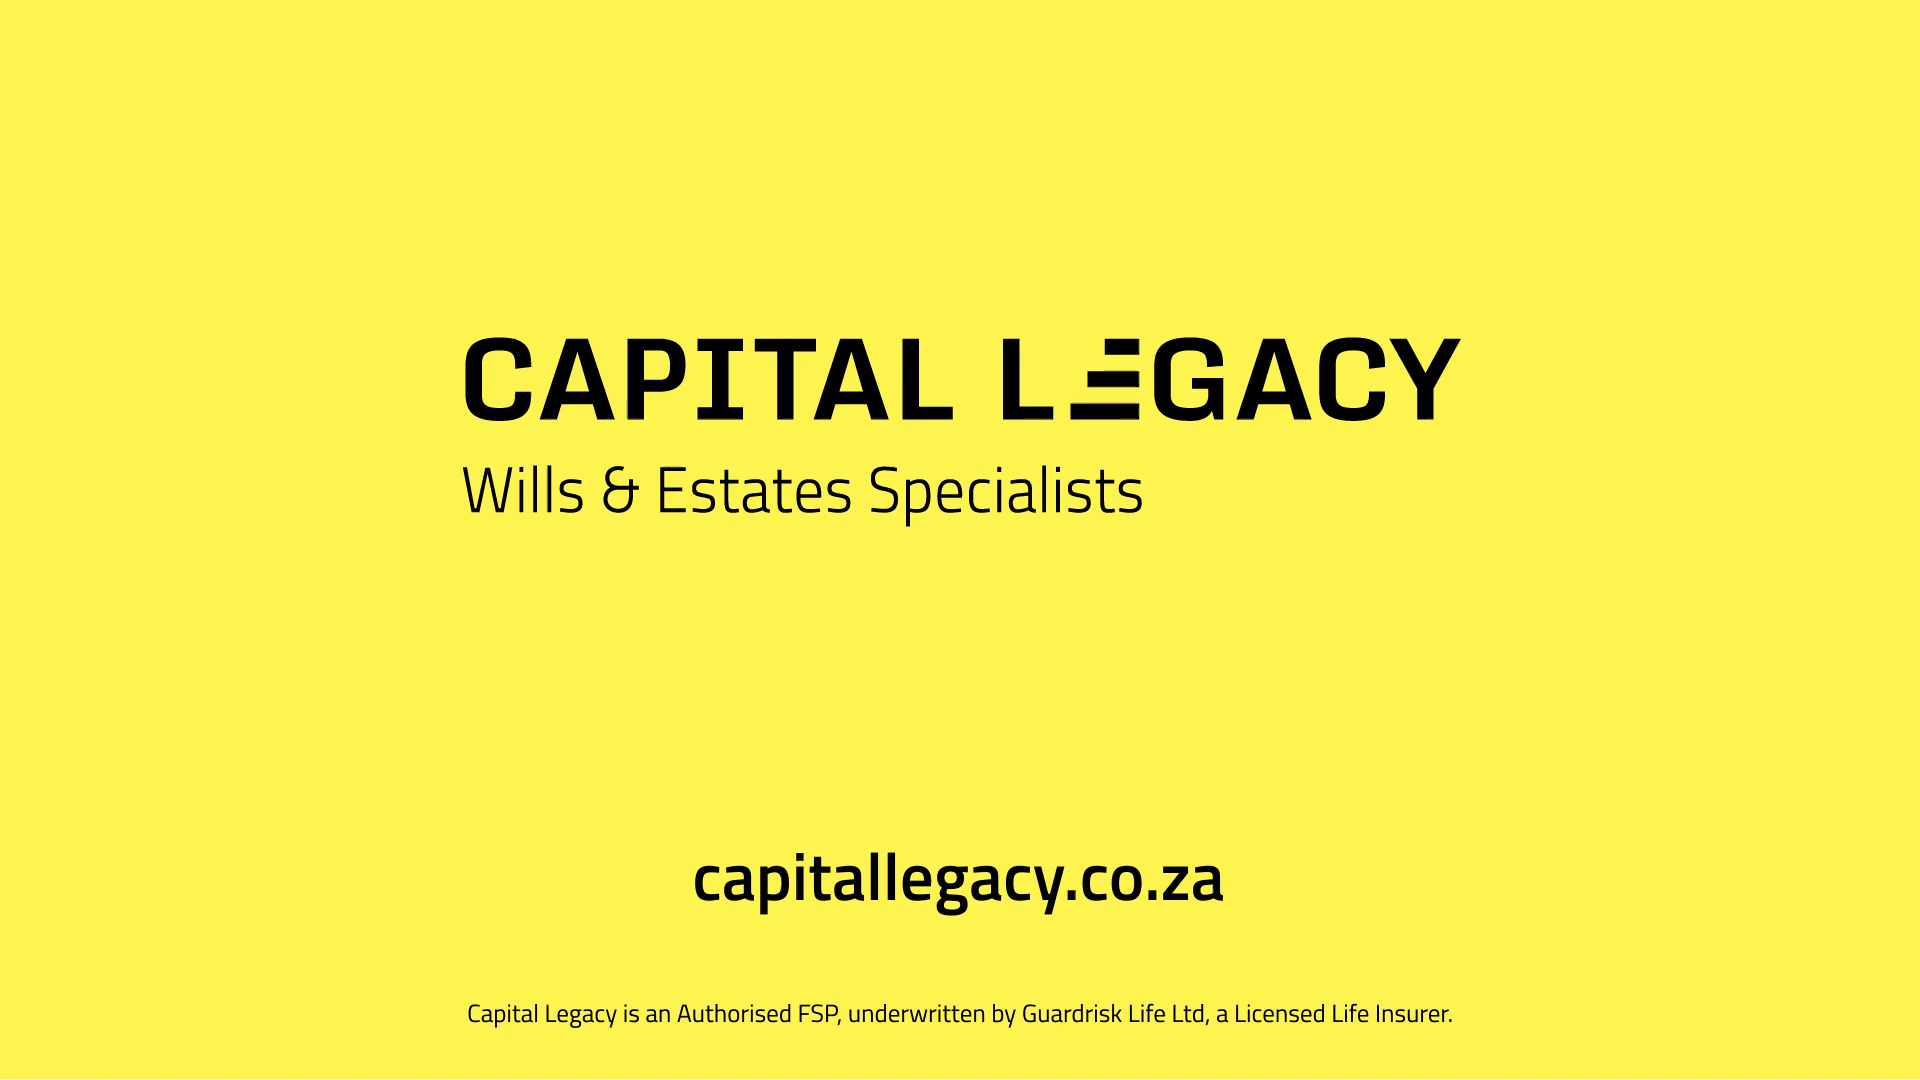 CAPITAL LEGACY
Wills & Estates Specialists
capitallegacy.co.za
Capital Legacy is an Authorised FSP, underwritten by Guardrisk Life Ltd, a Licensed Life Insurer.